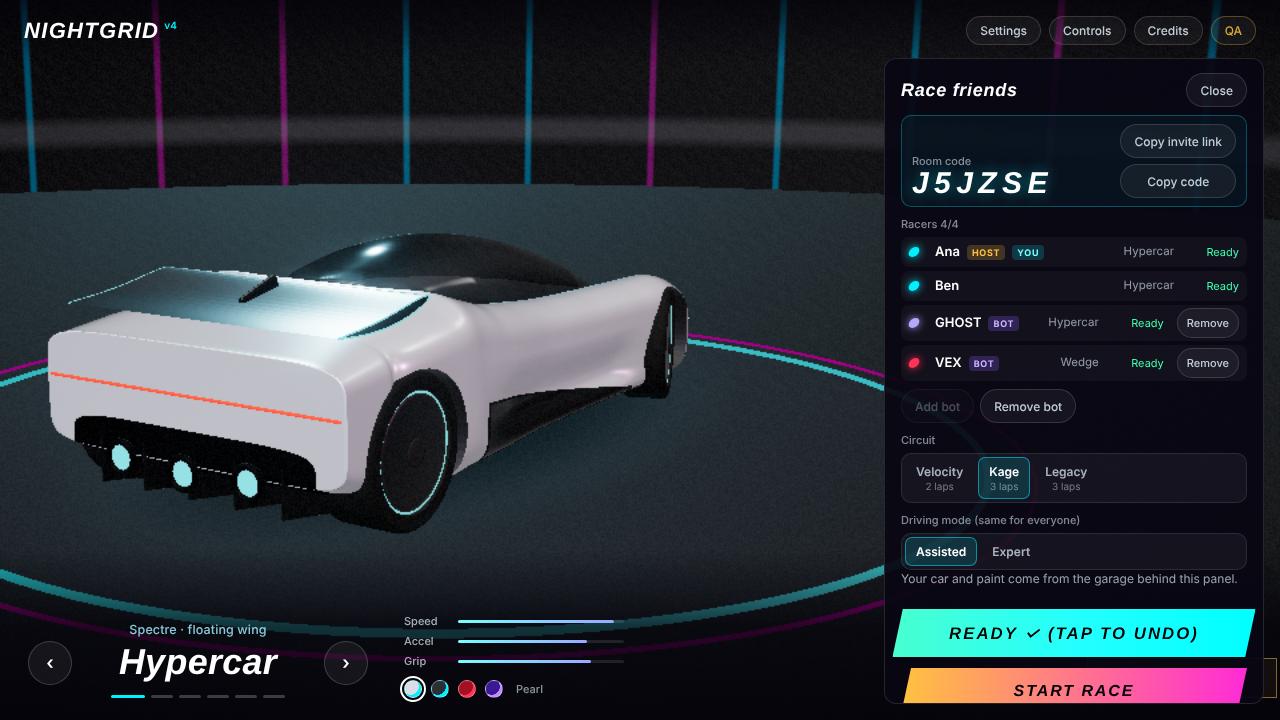 NIGHTGRID v4
Settings
Controls
Credits
QA
Race friends
Close
Room code
J5JZSE
Copy invite link
Copy code
Racers 4/4
Ana HOST YOU Hypercar Ready
Ben Hypercar Ready
GHOST BOT Hypercar Ready Remove
VEX BOT Wedge Ready Remove
Add bot Remove bot
Circuit
Velocity Kage Legacy
2 laps 3 laps 3 laps
Driving mode (same for everyone)
Assisted Expert
Your car and paint come from the garage behind this panel.
READY ✓ (TAP TO UNDO)
START RACE
Spectre · floating wing
‹ Hypercar ›
Speed
Accel
Grip
Pearl